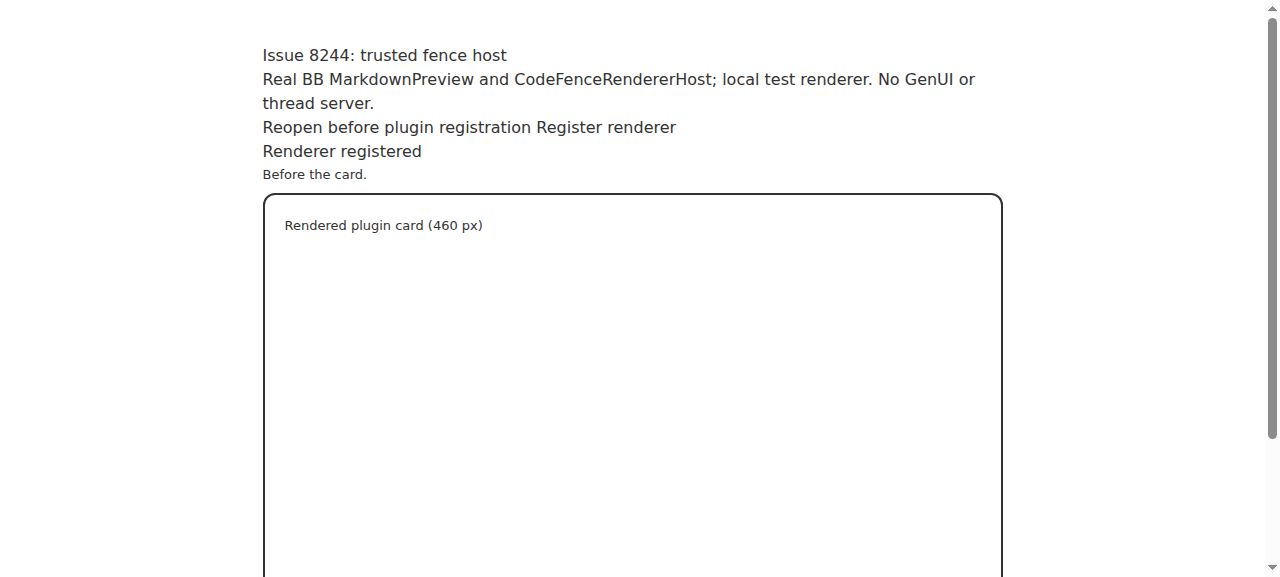 Issue 8244: trusted fence host
Real BB MarkdownPreview and CodeFenceRendererHost; local test renderer. No GenUI or
thread server.
Reopen before plugin registration Register renderer
Renderer registered
Before the card.
Rendered plugin card (460 px)